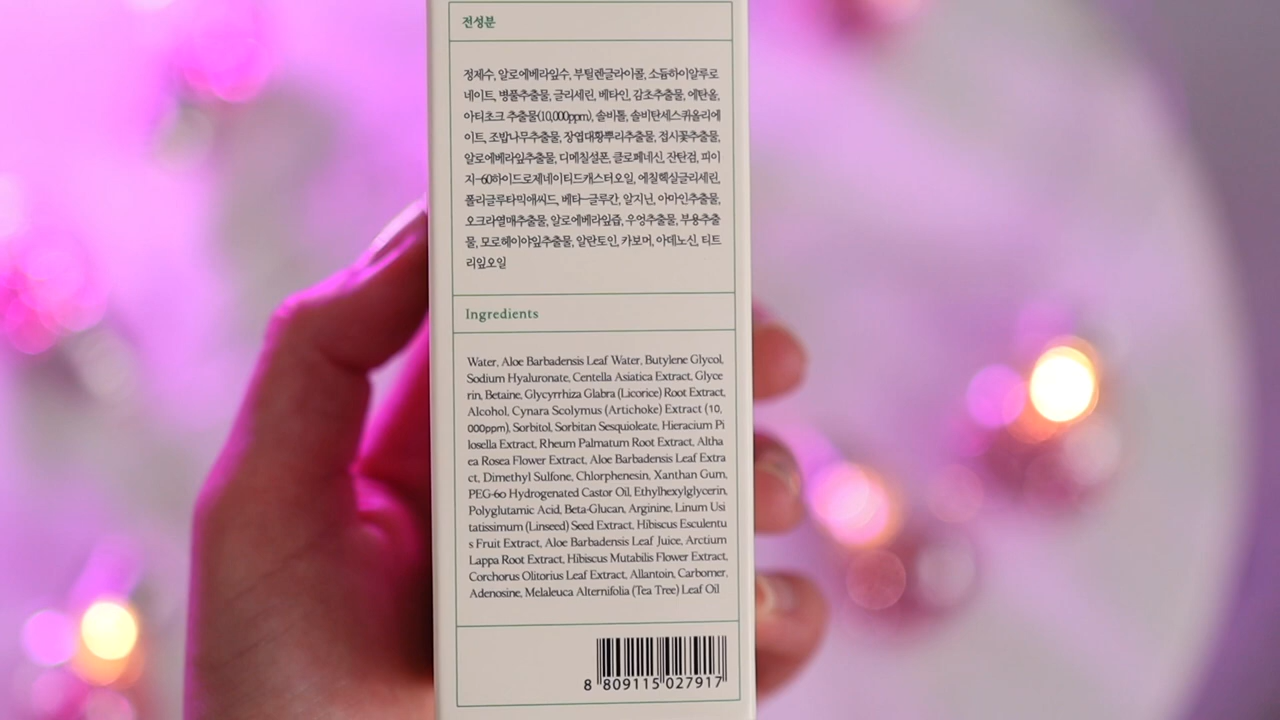 전성분
정제수, 알로에베라잎수, 부틸렌글라이콜, 소듐하이알루로
네이트, 병풀추출물, 글리세린, 베타인, 감초추출물, 에탄올,
아티초크 추출물(10,000ppm), 솔비톨, 솔비탄세스퀴올리에
이트, 조밥나무추출물, 장엽대황뿌리추출물, 접시꽃추출물,
알로에베라잎추출물, 디메칠설폰, 클로페네신, 잔탄검, 피이
지-60하이드로제네이티드캐스터오일, 에칠헥실글리세린,
폴리글루타믹애씨드, 베타-글루칸, 알지닌, 아마인추출물,
오크라열매추출물, 알로에베라잎즙, 우엉추출물, 부용추출
물, 모로헤이야잎추출물, 알란토인, 카보머, 아데노신, 티트
리잎오일
Ingredients
Water, Aloe Barbadensis Leaf Water, Butylene Glycol,
Sodium Hyaluronate, Centella Asiatica Extract, Glyce
rin, Betaine, Glycyrrhiza Glabra (Licorice) Root Extract,
Alcohol, Cynara Scolymus (Artichoke) Extract (10,
000ppm), Sorbitol, Sorbitan Sesquioleate, Hieracium Pi
losella Extract, Rheum Palmatum Root Extract, Altha
ea Rosea Flower Extract, Aloe Barbadensis Leaf Extra
ct, Dimethyl Sulfone, Chlorphenesin, Xanthan Gum,
PEG-60 Hydrogenated Castor Oil, Ethylhexylglycerin,
Polyglutamic Acid, Beta-Glucan, Arginine, Linum Usi
tatissimum (Linseed) Seed Extract, Hibiscus Esculentu
s Fruit Extract, Aloe Barbadensis Leaf Juice, Arctium
Lappa Root Extract, Hibiscus Mutabilis Flower Extract,
Corchorus Olitorius Leaf Extract, Allantoin, Carbomer,
Adenosine, Melaleuca Alternifolia (Tea Tree) Leaf Oil
8 809115 027917